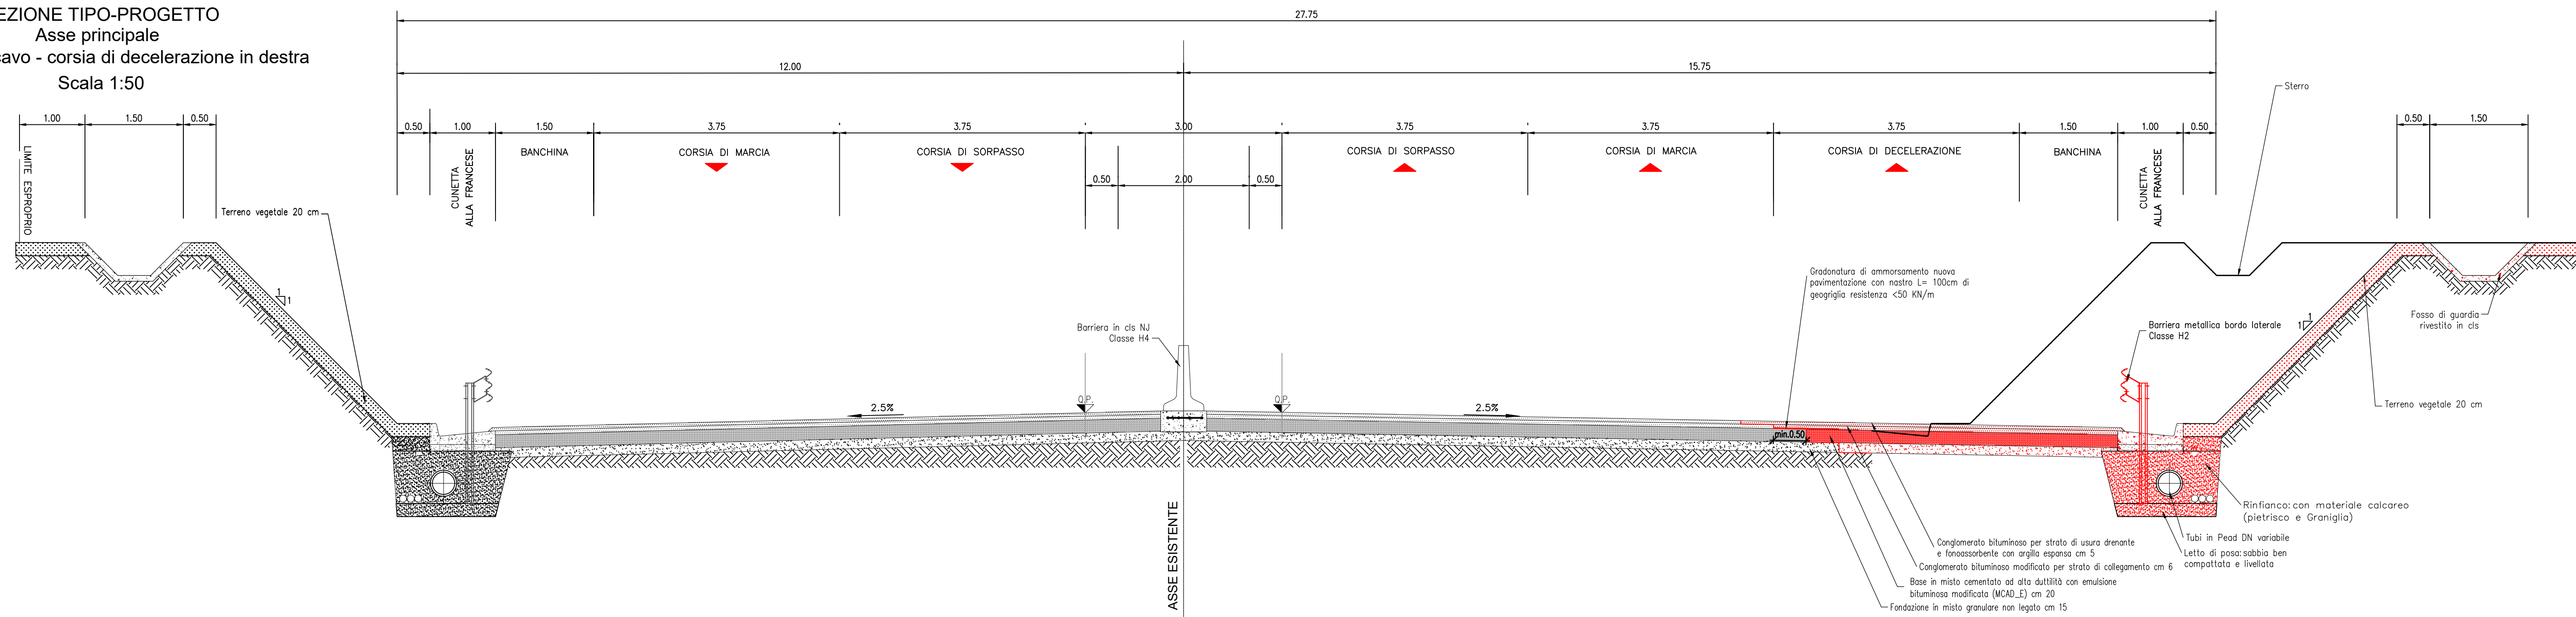 EZIONE TIPO-PROGETTO
Asse principale
cavo - corsia di decelerazione in destra
Scala 1:50
27.75
12.00
15.75
Sterro
1.00
1.50
0.50
0.50
1.00
1.50
3.75
3.75
3.00
3.75
3.75
3.75
1.50
1.00
0.50
0.50
1.50
LIMITE ESPROPRIO
CUNETTA
ALLA FRANCESE
BANCHINA
CORSIA DI MARCIA
CORSIA DI SORPASSO
CORSIA DI SORPASSO
CORSIA DI MARCIA
CORSIA DI DECELERAZIONE
BANCHINA
CUNETTA
ALLA FRANCESE
0.50
2.00
0.50
Terreno vegetale 20 cm
1
1
Gradonatura di ammorsamento nuova
pavimentazione con nastro L= 100cm di
geogriglia resistenza <50 KN/m
Barriera in cls NJ
Classe H4
Barriera metallica bordo laterale
Classe H2
1
1
Fosso di guardia
rivestito in cls
Terreno vegetale 20 cm
Q.P.
Q.P.
2.5%
2.5%
min.0.50
ASSE ESISTENTE
Rinfianco: con materiale calcareo
(pietrisco e Graniglia)
Tubi in Pead DN variabile
Letto di posa: sabbia ben
compattata e livellata
Conglomerato bituminoso per strato di usura drenante
e fonoassorbente con argilla espansa cm 5
Conglomerato bituminoso modificato per strato di collegamento cm 6
Base in misto cementato ad alta duttilità con emulsione
bituminosa modificata (MCAD_E) cm 20
Fondazione in misto granulare non legato cm 15